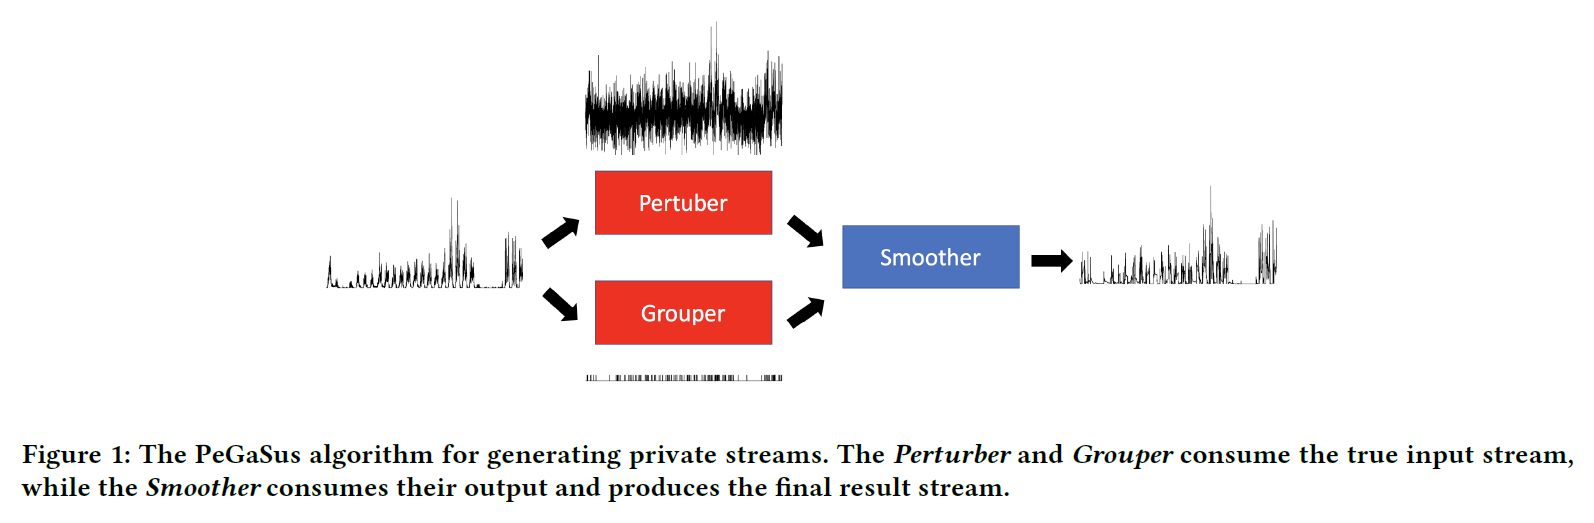 Pertuber
Grouper
Smoother
Figure 1: The PeGaSus algorithm for generating private streams. The Perturber and Grouper consume the true input stream,
while the Smoother consumes their output and produces the final result stream.